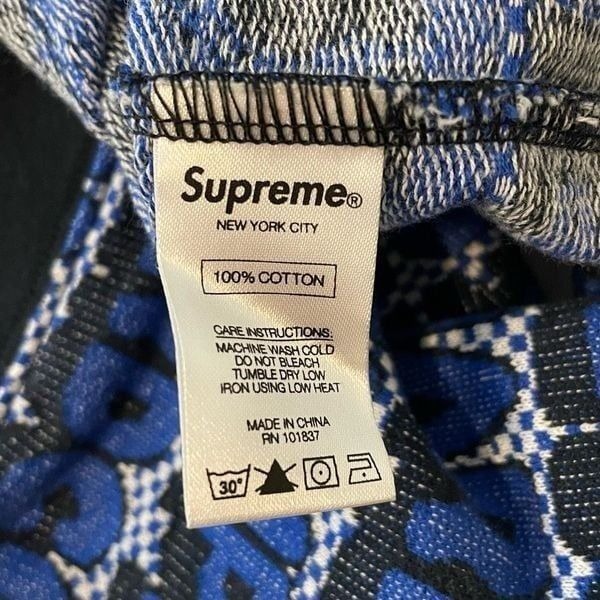 Supreme®
NEW YORK CITY
100% COTTON
CARE INSTRUCTIONS:
MACHINE WASH COLD
DO NOT BLEACH
TUMBLE DRY LOW
IRON USING LOW HEAT
MADE IN CHINA
RN 101837
30°